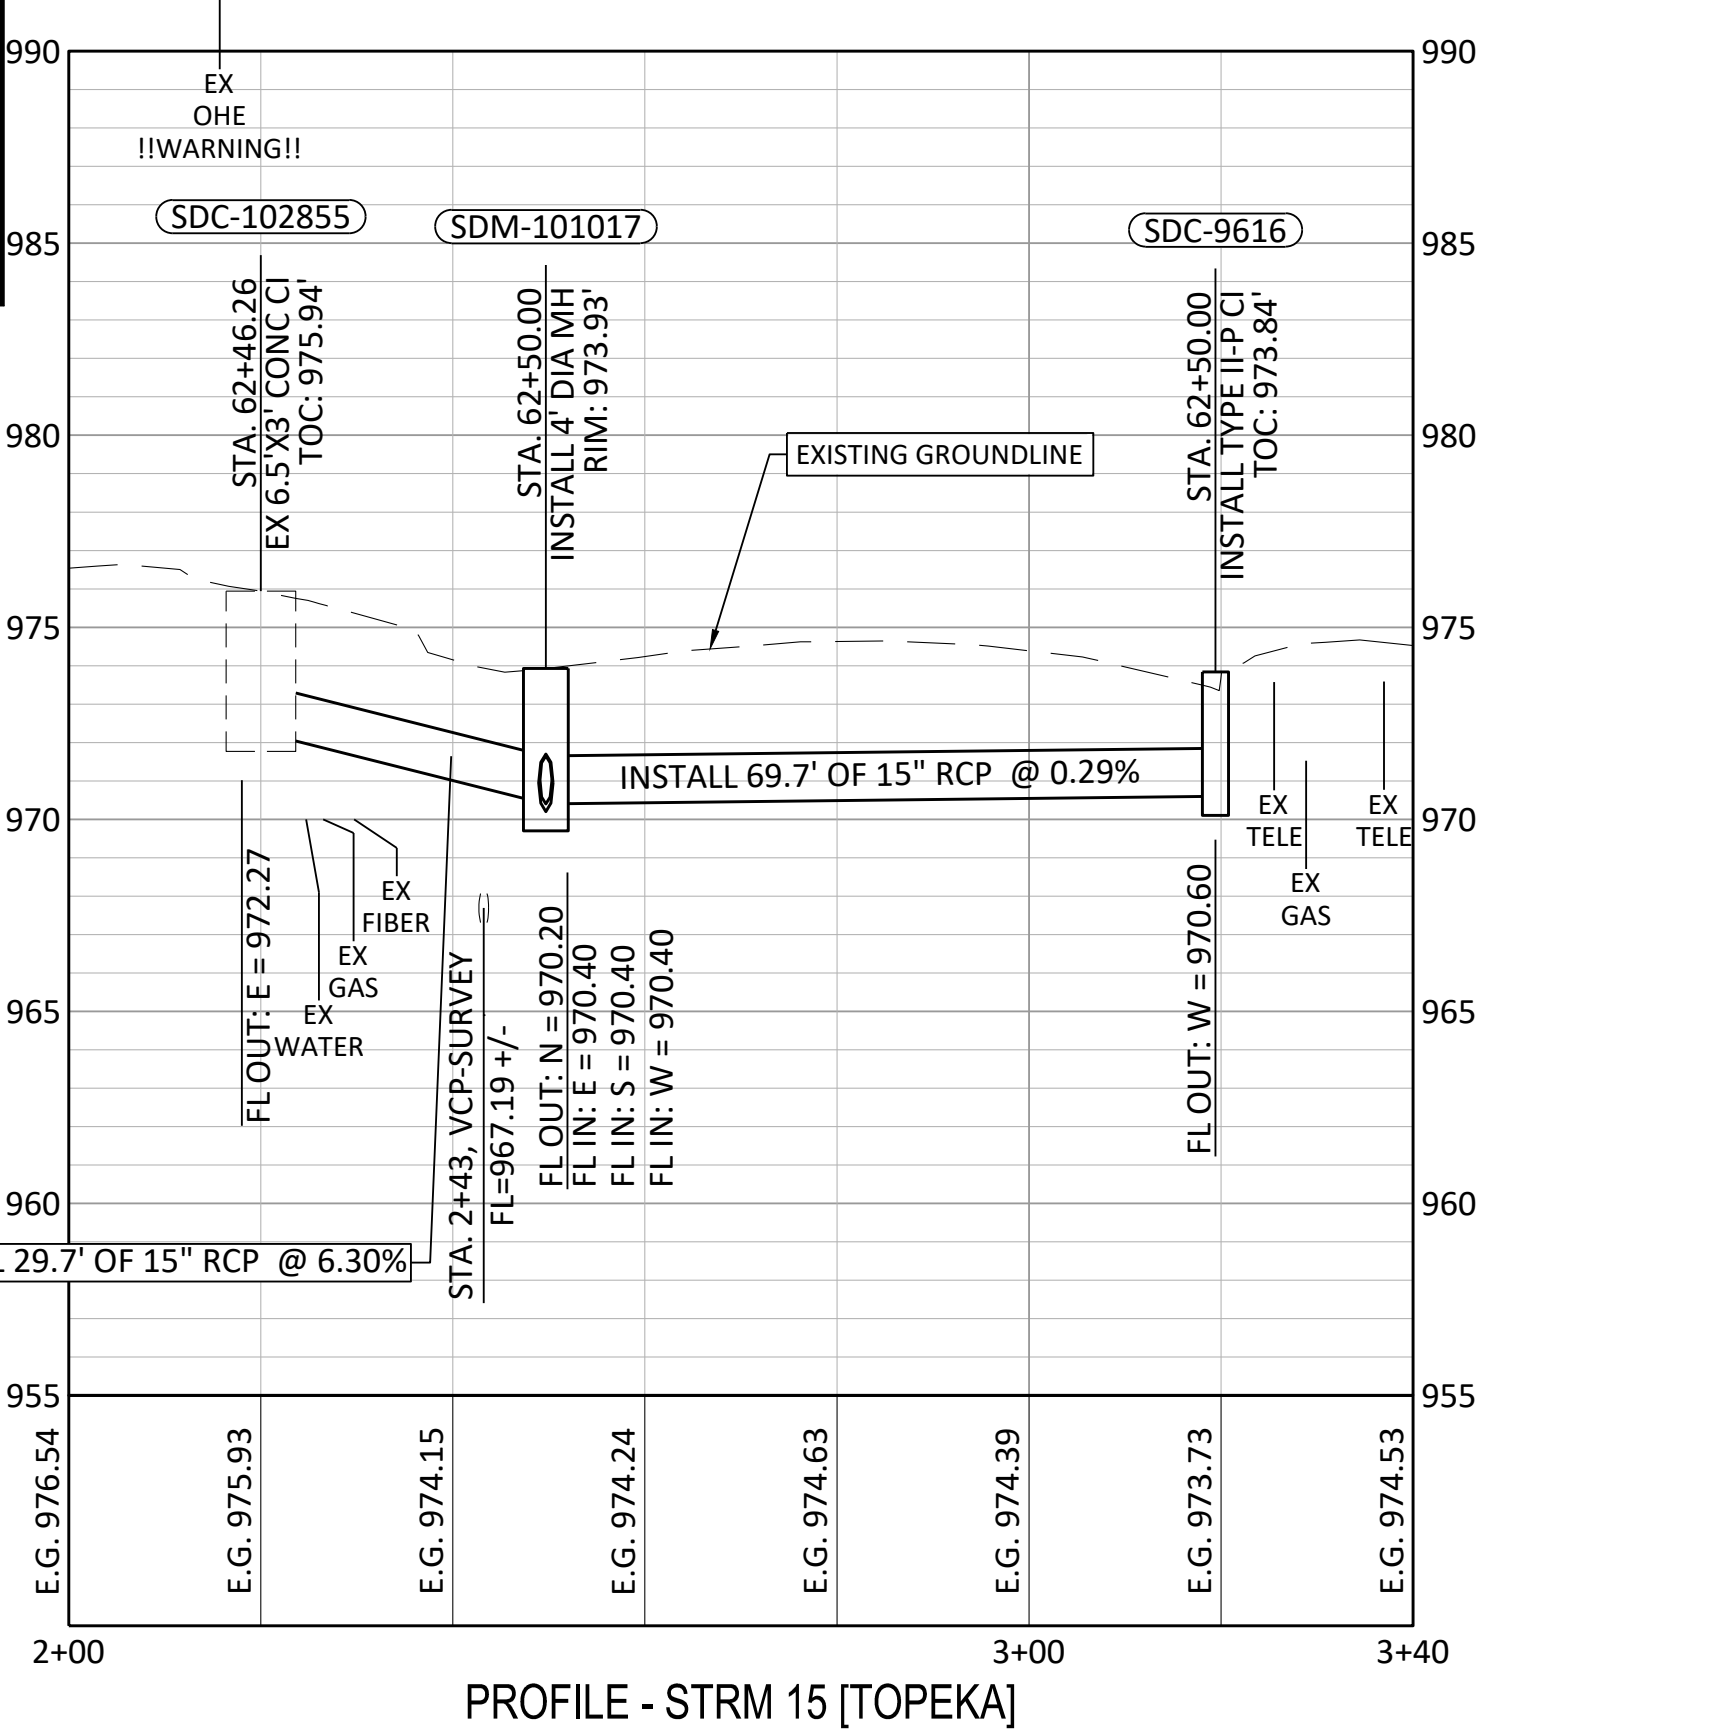 990
990
EX
OHE
!!WARNING!!
SDC-102855
SDM-101017
SDC-9616
985
985
STA. 62+46.26
EX 6.5'X3' CONC CI
TOC: 975.94'
STA. 62+50.00
INSTALL 4' DIA MH
RIM: 973.93'
STA. 62+50.00
INSTALL TYPE II-P CI
TOC: 973.84'
980
980
EXISTING GROUNDLINE
975
975
INSTALL 69.7' OF 15" RCP @ 0.29%
970
970
EX
TELE
EX
TELE
EX
GAS
EX
FIBER
EX
GAS
EX
WATER
FL OUT: E = 972.27
STA. 2+43, VCP-SURVEY
FL=967.19 +/-
FL OUT: N = 970.20
FL IN: E = 970.40
FL IN: S = 970.40
FL IN: W = 970.40
FL OUT: W = 970.60
965
965
960
960
29.7' OF 15" RCP @ 6.30%
955
955
E.G. 976.54
E.G. 975.93
E.G. 974.15
E.G. 974.24
E.G. 974.63
E.G. 974.39
E.G. 973.73
E.G. 974.53
2+00
3+00
3+40
PROFILE - STRM 15 [TOPEKA]